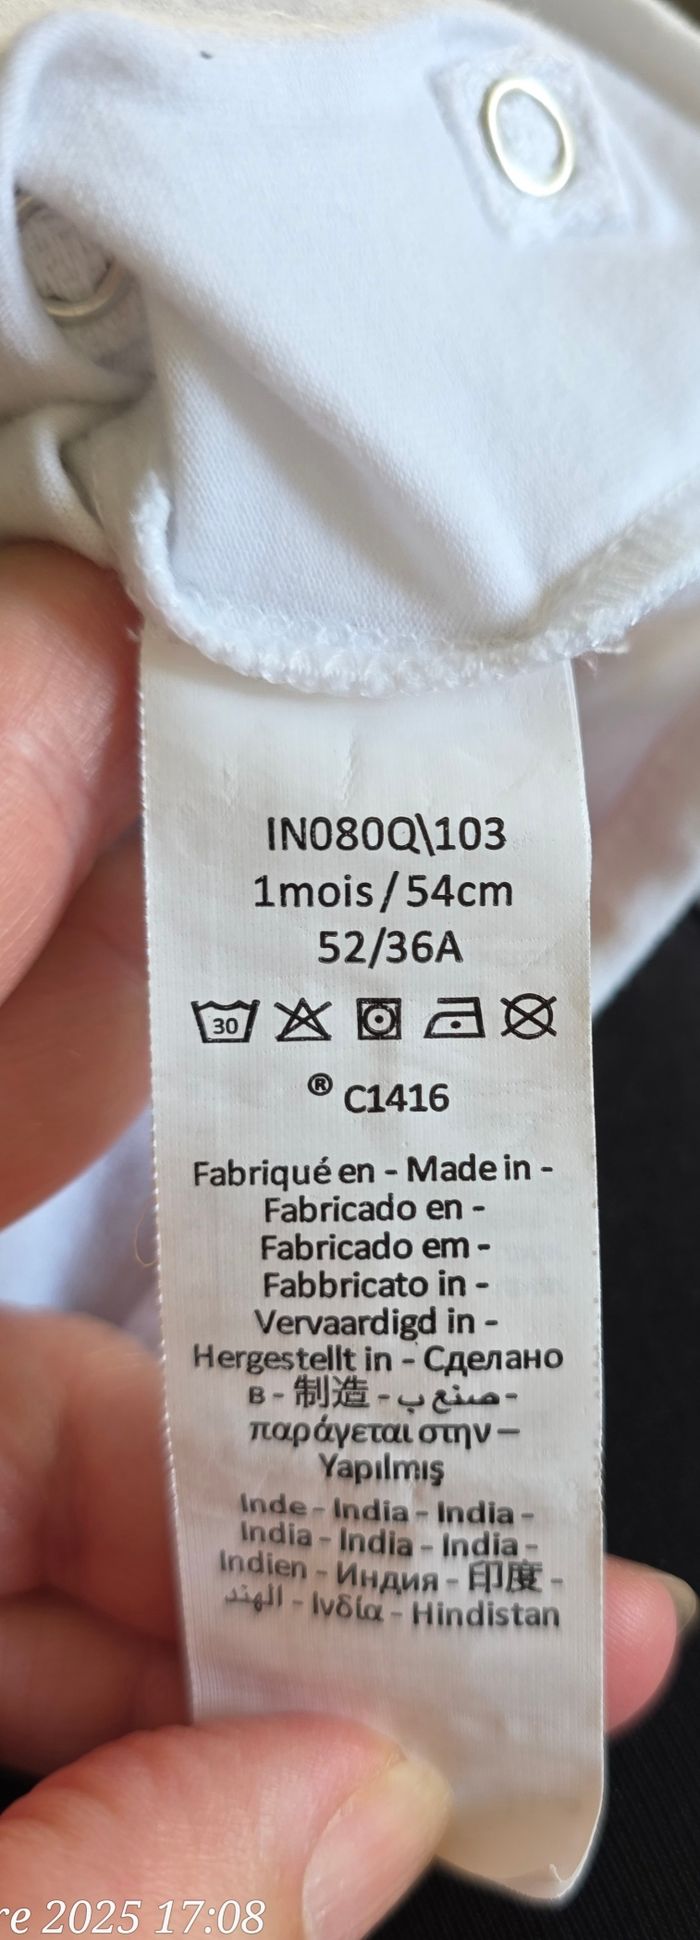 IN080Q\103
1mois/54cm
52/36A
30
® C1416
Fabriqué en - Made in -
Fabricado en -
Fabricado em -
Fabbricato in -
Vervaardigd in -
Hergestellt in - Сделано
в - 制造 - صنع ب -
παράγεται στην –
Yapılmış
Inde - India - India -
India - India - India -
Indien - Индия - 印度 -
الهند - Ινδία - Hindistan
re 2025 17:08